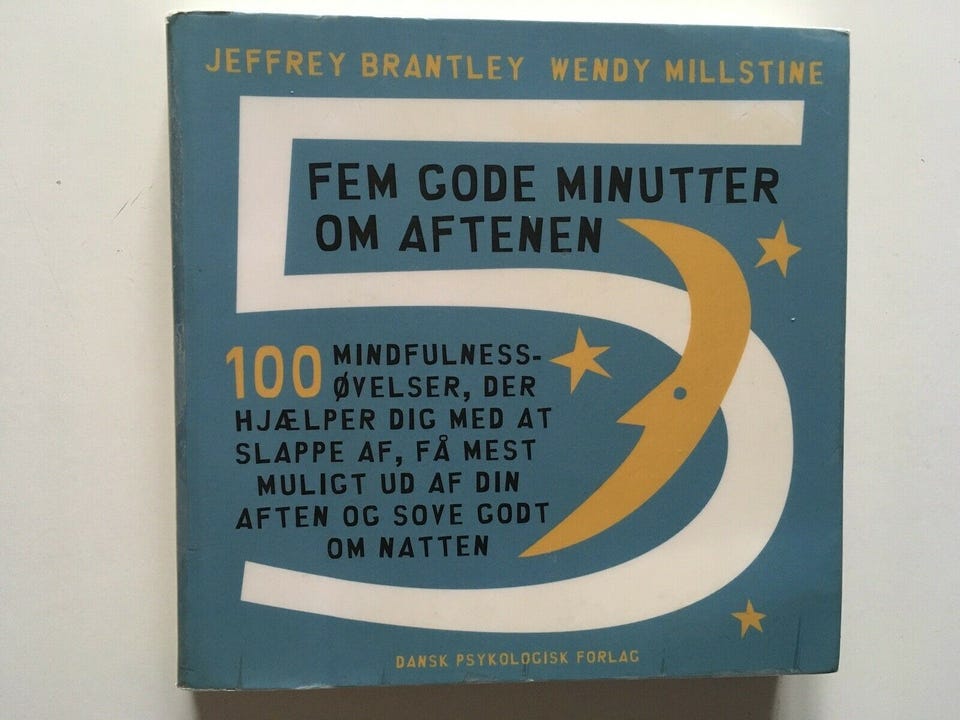 JEFFREY BRANTLEY WENDY MILLSTINE
5
FEM GODE MINUTTER
OM AFTENEN
100 MINDFULNESS-
ØVELSER, DER
HJÆLPER DIG MED AT
SLAPPE AF, FÅ MEST
MULIGT UD AF DIN
AFTEN OG SOVE GODT
OM NATTEN
DANSK PSYKOLOGISK FORLAG